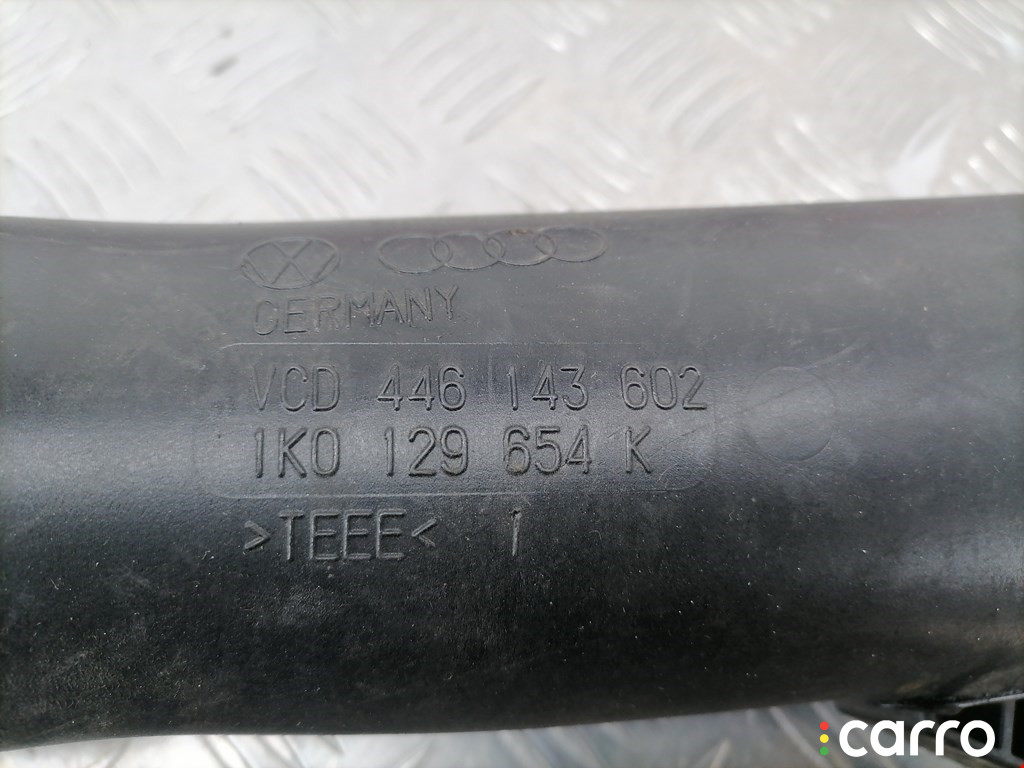 GERMANY
VCD 446 143 602
1K0 129 654 K
>TEEE< 1
carro